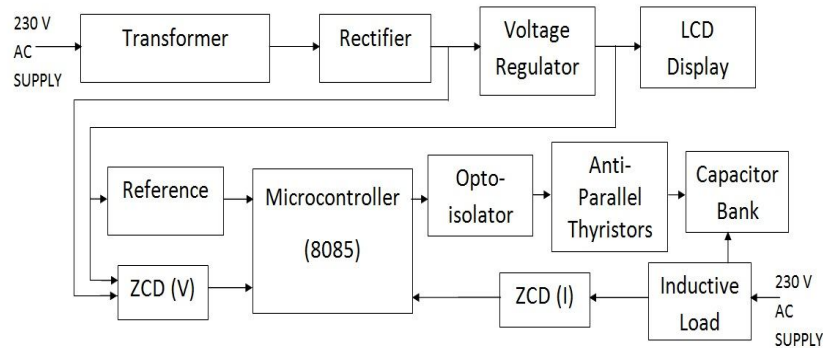 230 V
AC
SUPPLY
Transformer
Rectifier
Voltage
Regulator
LCD
Display
Reference
Microcontroller
(8085)
Opto-
isolator
Anti-
Parallel
Thyristors
Capacitor
Bank
ZCD (V)
ZCD (I)
Inductive
Load
230 V
AC
SUPPLY